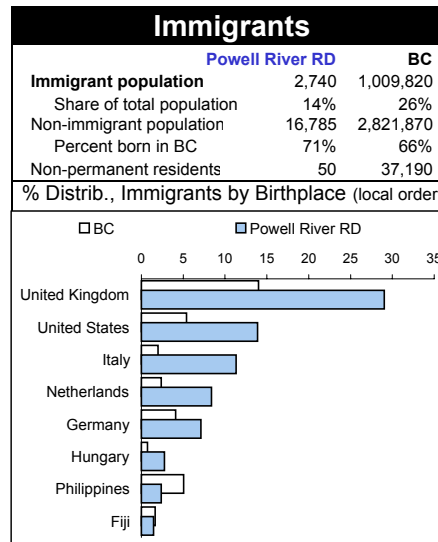 Immigrants
Powell River RD BC
Immigrant population 2,740 1,009,820
Share of total population 14% 26%
Non-immigrant population 16,785 2,821,870
Percent born in BC 71% 66%
Non-permanent residents 50 37,190
% Distrib., Immigrants by Birthplace (local order
BC Powell River RD
0 5 10 15 20 25 30 35
United Kingdom
United States
Italy
Netherlands
Germany
Hungary
Philippines
Fiji